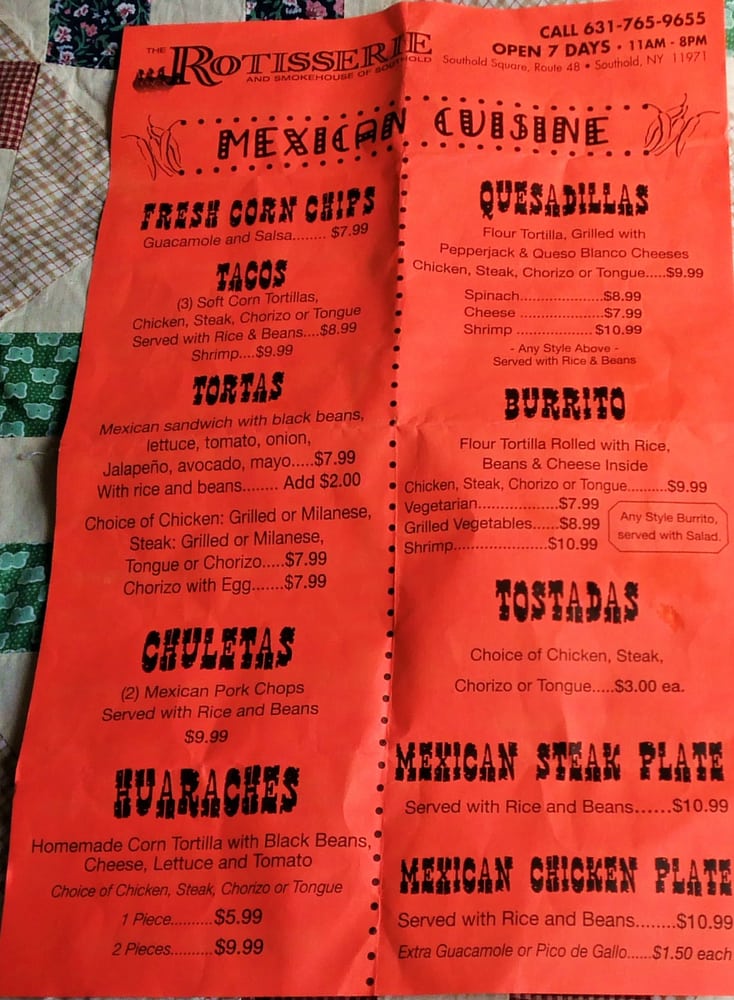 THE ROTISSERIE
AND SMOKEHOUSE OF SOUTHOLD
CALL 631-765-9655
OPEN 7 DAYS • 11AM - 8PM
Southold Square, Route 48 • Southold, NY 11971
MEXICAN CUISINE
FRESH CORN CHIPS
Guacamole and Salsa........ $7.99
TACOS
(3) Soft Corn Tortillas,
Chicken, Steak, Chorizo or Tongue
Served with Rice & Beans....$8.99
Shrimp....$9.99
TORTAS
Mexican sandwich with black beans,
lettuce, tomato, onion,
Jalapeño, avocado, mayo.....$7.99
With rice and beans........ Add $2.00
Choice of Chicken: Grilled or Milanese,
Steak: Grilled or Milanese,
Tongue or Chorizo.....$7.99
Chorizo with Egg.......$7.99
CHULETAS
(2) Mexican Pork Chops
Served with Rice and Beans
$9.99
HUARACHES
Homemade Corn Tortilla with Black Beans,
Cheese, Lettuce and Tomato
Choice of Chicken, Steak, Chorizo or Tongue
1 Piece..........$5.99
2 Pieces..........$9.99
QUESADILLAS
Flour Tortilla, Grilled with
Pepperjack & Queso Blanco Cheeses
Chicken, Steak, Chorizo or Tongue.....$9.99
Spinach....................$8.99
Cheese .....................$7.99
Shrimp ...................$10.99
- Any Style Above -
Served with Rice & Beans
BURRITO
Flour Tortilla Rolled with Rice,
Beans & Cheese Inside
Chicken, Steak, Chorizo or Tongue.........$9.99
Vegetarian....................$7.99
Grilled Vegetables......$8.99
Shrimp.......................$10.99
Any Style Burrito,
served with Salad.
TOSTADAS
Choice of Chicken, Steak,
Chorizo or Tongue.....$3.00 ea.
MEXICAN STEAK PLATE
Served with Rice and Beans......$10.99
MEXICAN CHICKEN PLATE
Served with Rice and Beans........$10.99
Extra Guacamole or Pico de Gallo......$1.50 each